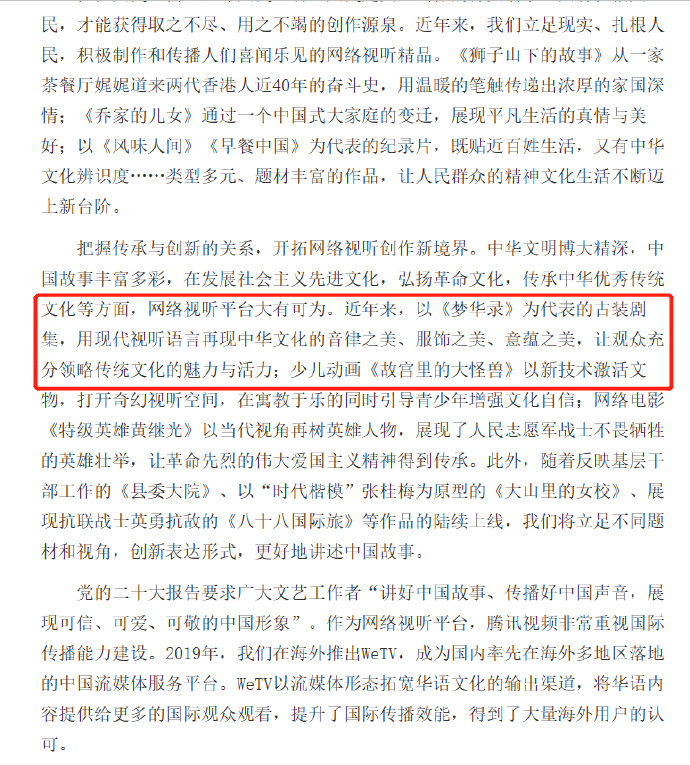 民，才能获得取之不尽、用之不竭的创作源泉。近年来，我们立足现实、扎根人
民，积极制作和传播人们喜闻乐见的网络视听精品。《狮子山下的故事》从一家
茶餐厅娓娓道来两代香港人近40年的奋斗史，用温暖的笔触传递出浓厚的家国深
情；《乔家的儿女》通过一个中国式大家庭的变迁，展现平凡生活的真情与美
好；以《风味人间》《早餐中国》为代表的纪录片，既贴近百姓生活，又有中华
文化辨识度……类型多元、题材丰富的作品，让人民群众的精神文化生活不断迈
上新台阶。
把握传承与创新的关系，开拓网络视听创作新境界。中华文明博大精深，中
国故事丰富多彩，在发展社会主义先进文化，弘扬革命文化，传承中华优秀传统
文化等方面，网络视听平台大有可为。近年来，以《梦华录》为代表的古装剧
集，用现代视听语言再现中华文化的音律之美、服饰之美、意蕴之美，让观众充
分领略传统文化的魅力与活力；少儿动画《故宫里的大怪兽》以新技术激活文
物，打开奇幻视听空间，在寓教于乐的同时引导青少年增强文化自信；网络电影
《特级英雄黄继光》以当代视角再树英雄人物，展现了人民志愿军战士不畏牺牲
的英雄壮举，让革命先烈的伟大爱国主义精神得到传承。此外，随着反映基层干
部工作的《县委大院》、以“时代楷模”张桂梅为原型的《大山里的女校》、展
现抗联战士英勇抗敌的《八十八国际旅》等作品的陆续上线，我们将立足不同题
材和视角，创新表达形式，更好地讲述中国故事。
党的二十大报告要求广大文艺工作者“讲好中国故事、传播好中国声音，展
现可信、可爱、可敬的中国形象”。作为网络视听平台，腾讯视频非常重视国际
传播能力建设。2019年，我们在海外推出WeTV，成为国内率先在海外多地区落地
的中国流媒体服务平台。WeTV以流媒体形态拓宽华语文化的输出渠道，将华语内
容提供给更多的国际观众观看，提升了国际传播效能，得到了大量海外用户的认
可。